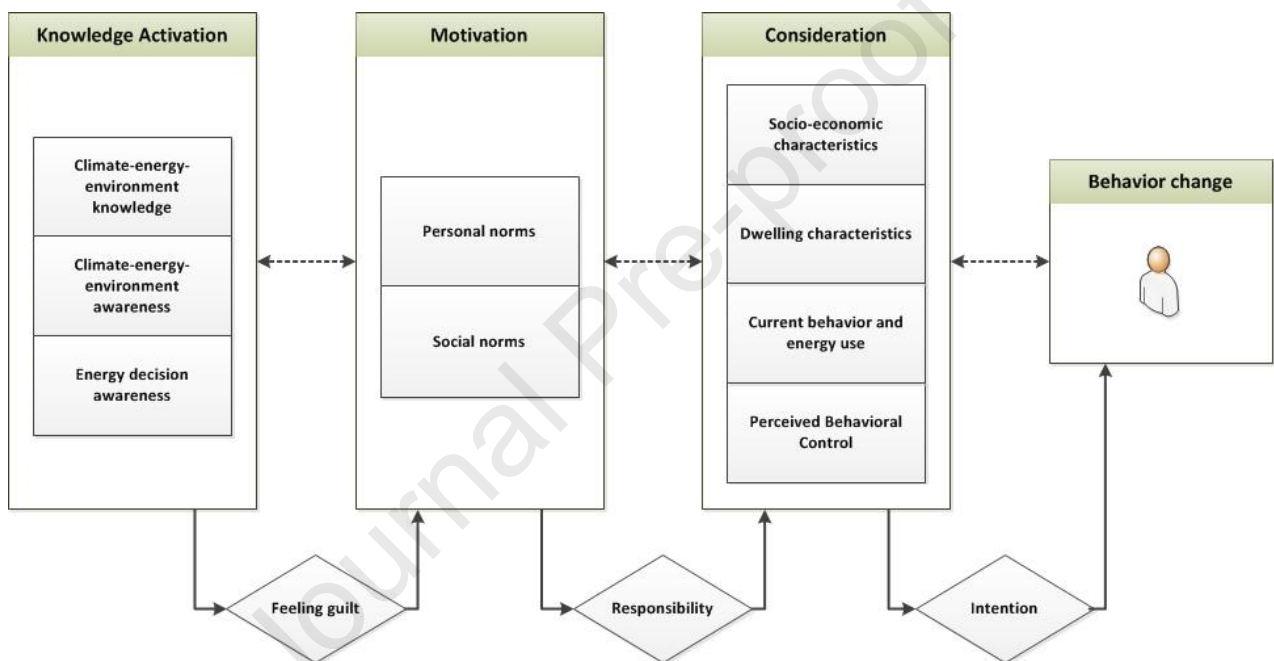 Knowledge Activation
Climate-energy-
environment
knowledge
Climate-energy-
environment
awareness
Energy decision
awareness
Motivation
Personal norms
Social norms
Consideration
Socio-economic
characteristics
Dwelling characteristics
Current behavior and
energy use
Perceived Behavioral
Control
Behavior change
Feeling guilt
Responsibility
Intention
Journal Pre-proof